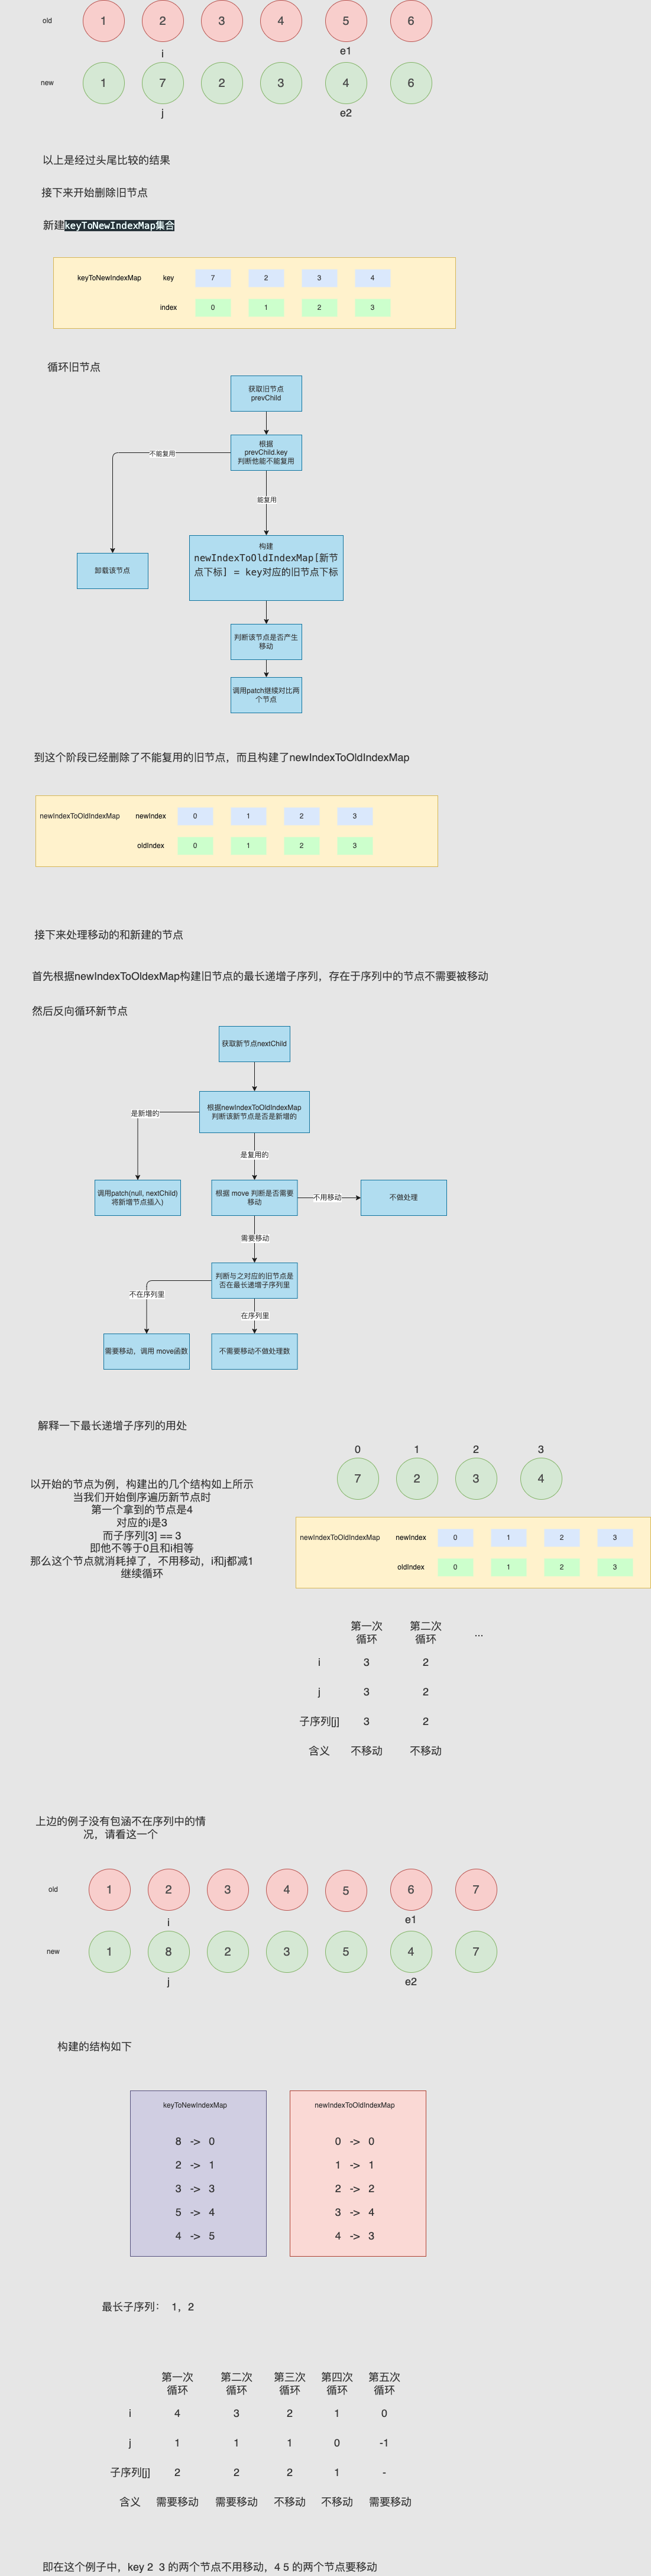 old 1 2 3 4 5 6
i e1
new 1 7 2 3 4 6
j e2
以上是经过头尾比较的结果
接下来开始删除旧节点
新建keyToNewIndexMap集合
keyToNewIndexMap key 7 2 3 4
index 0 1 2 3
循环旧节点
获取旧节点
prevChild
根据
prevChild.key
判断他能不能复用
不能复用
能复用
卸载该节点
构建
newIndexToOldIndexMap[新节
点下标] = key对应的旧节点下标
判断该节点是否产生
移动
调用patch继续对比两
个节点
到这个阶段已经删除了不能复用的旧节点，而且构建了newIndexToOldIndexMap
newIndexToOldIndexMap newIndex 0 1 2 3
oldIndex 0 1 2 3
接下来处理移动的和新建的节点
首先根据newIndexToOldexMap构建旧节点的最长递增子序列，存在于序列中的节点不需要被移动
然后反向循环新节点
获取新节点nextChild
根据newIndexToOldIndexMap
判断该新节点是否是新增的
是新增的
是复用的
调用patch(null, nextChild)
将新增节点插入)
根据 move 判断是否需要
移动
不用移动
不做处理
需要移动
判断与之对应的旧节点是
否在最长递增子序列里
不在序列里
在序列里
需要移动，调用 move函数
不需要移动不做处理数
解释一下最长递增子序列的用处
0 1 2 3
7 2 3 4
以开始的节点为例，构建出的几个结构如上所示
当我们开始倒序遍历新节点时
第一个拿到的节点是4
对应的i是3
而子序列[3] == 3
即他不等于0且和i相等
那么这个节点就消耗掉了，不用移动，i和j都减1
继续循环
newIndexToOldIndexMap newIndex 0 1 2 3
oldIndex 0 1 2 3
第一次
循环
第二次
循环
...
i 3 2
j 3 2
子序列[j] 3 2
含义 不移动 不移动
上边的例子没有包涵不在序列中的情
况，请看这一个
old 1 2 3 4 5 6 7
i e1
new 1 8 2 3 5 4 7
j e2
构建的结构如下
keyToNewIndexMap
8 -> 0
2 -> 1
3 -> 3
5 -> 4
4 -> 5
newIndexToOldIndexMap
0 -> 0
1 -> 1
2 -> 2
3 -> 4
4 -> 3
最长子序列： 1，2
第一次
循环
第二次
循环
第三次
循环
第四次
循环
第五次
循环
i 4 3 2 1 0
j 1 1 1 0 -1
子序列[j] 2 2 2 1 -
含义 需要移动 需要移动 不移动 不移动 需要移动
即在这个例子中，key 2 3 的两个节点不用移动，4 5 的两个节点要移动